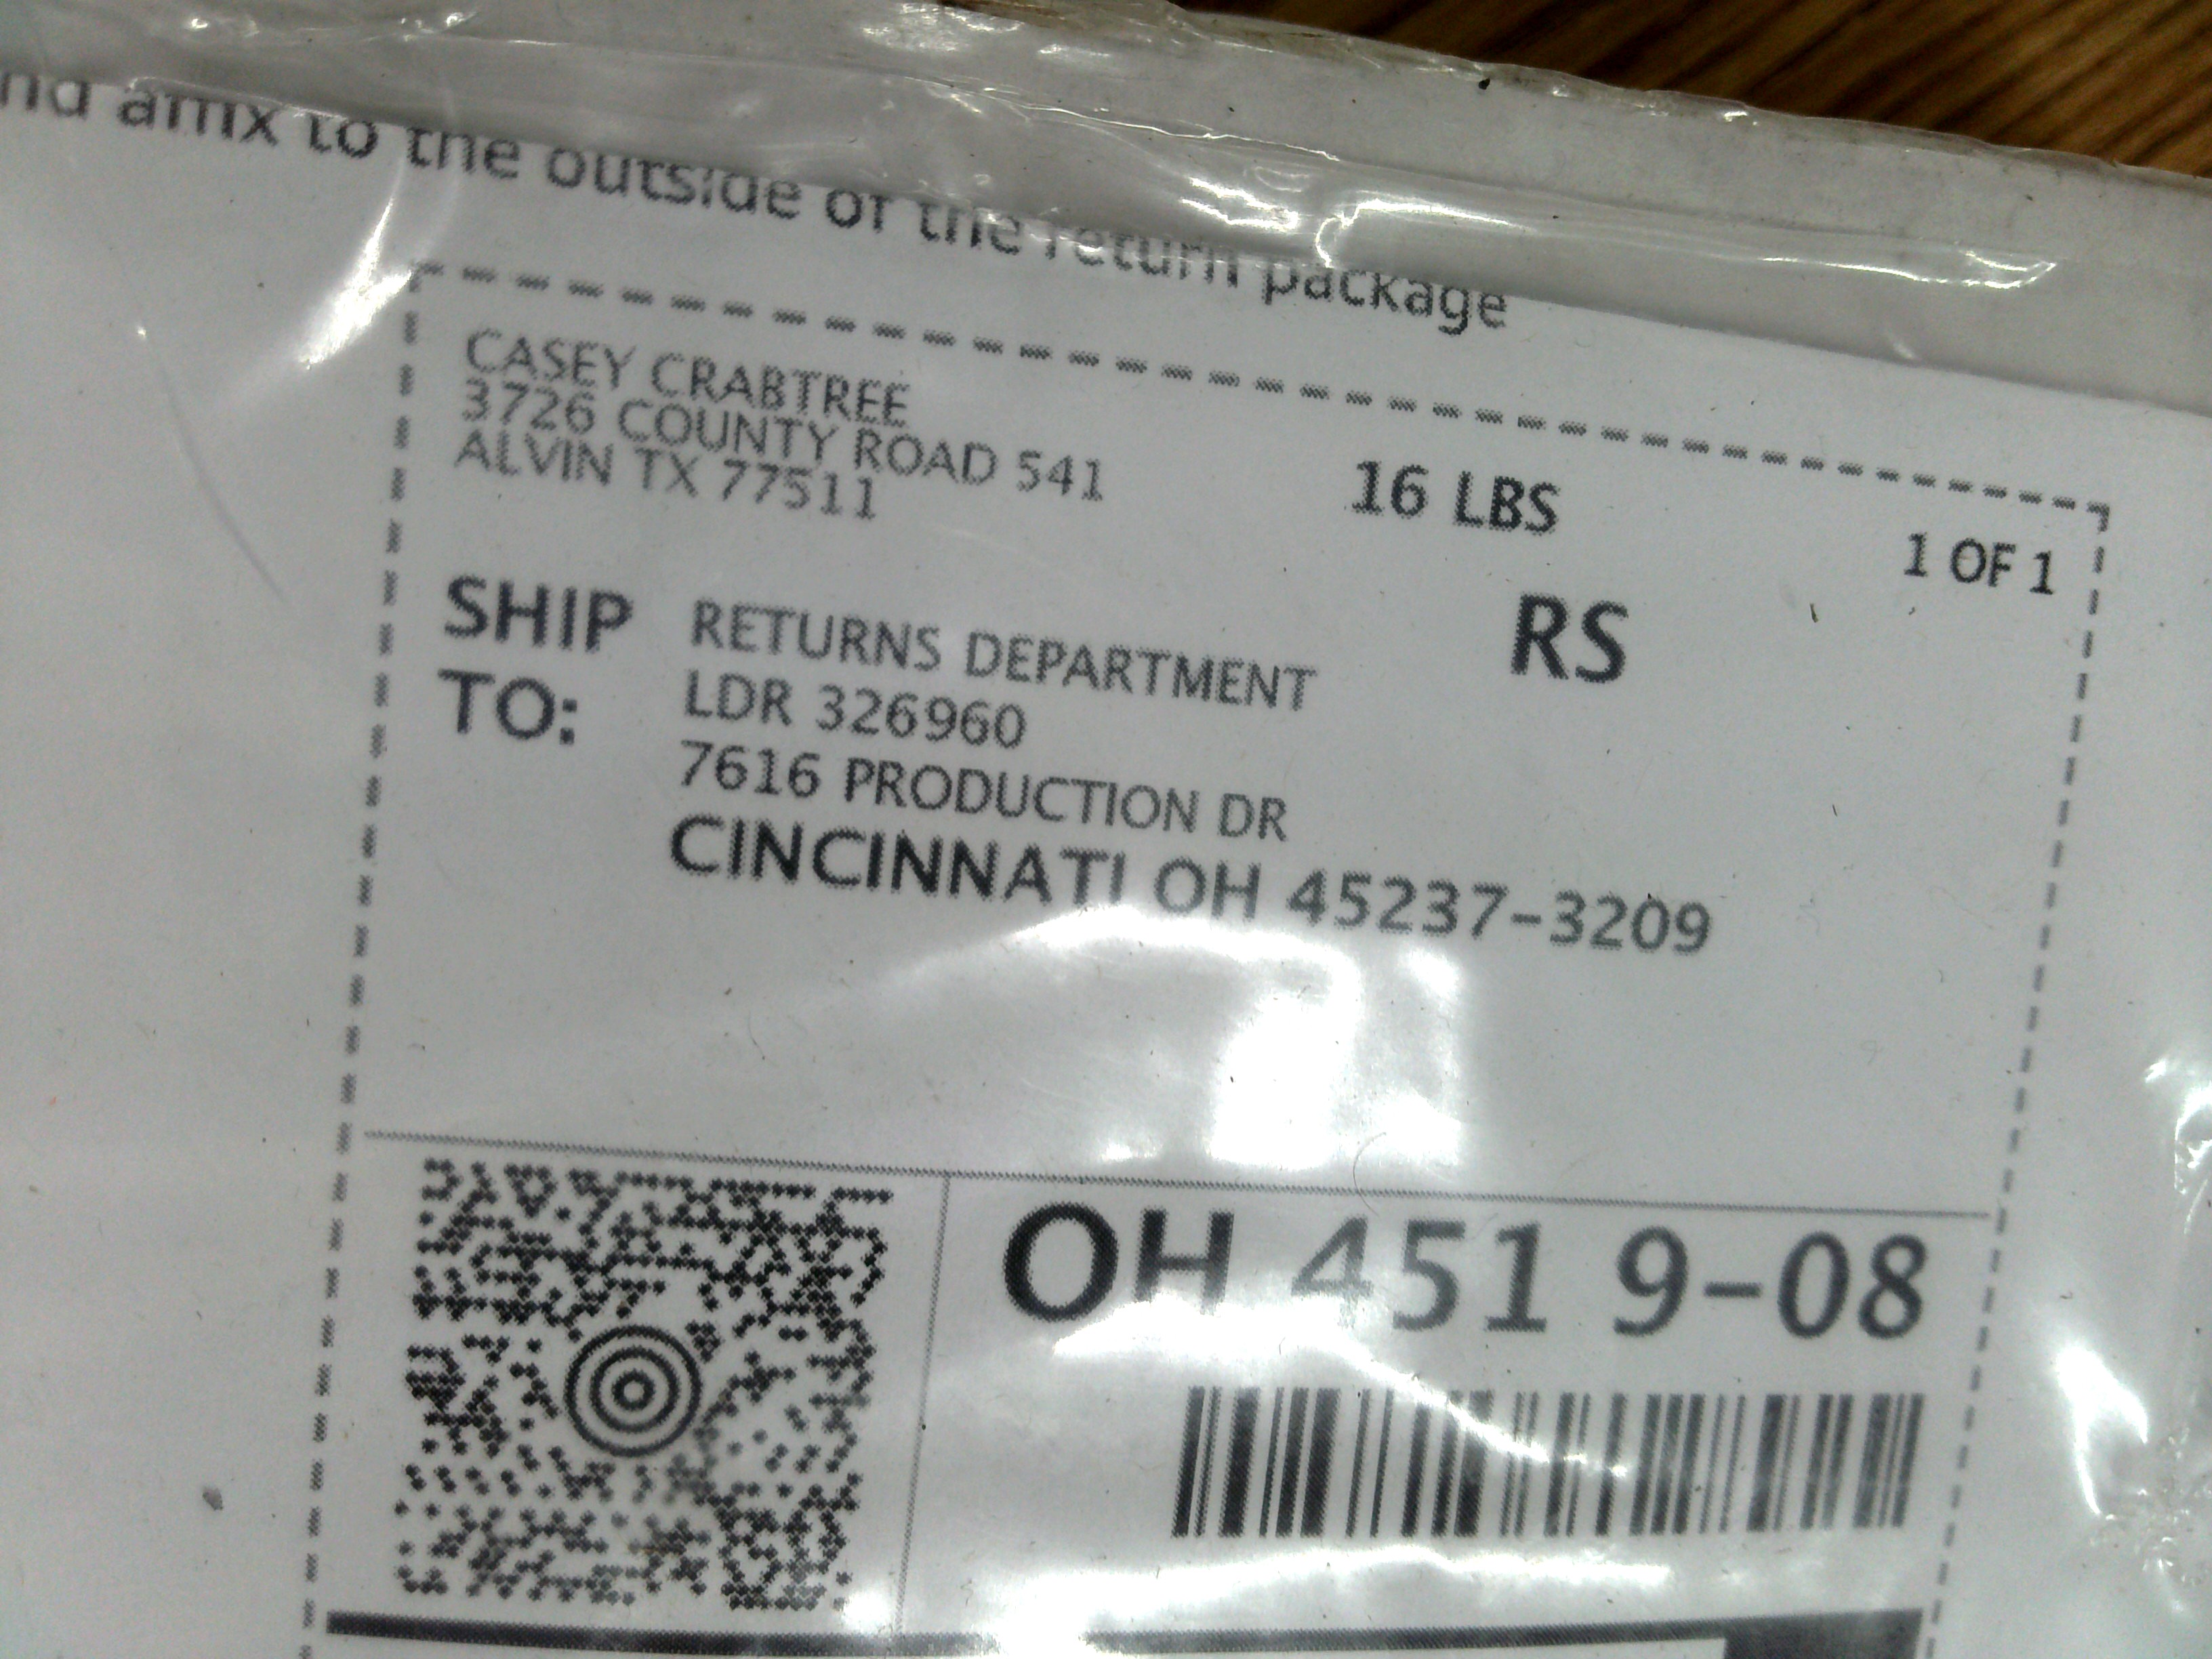 nd affix to the outside of the return package
CASEY CRABTREE
3726 COUNTY ROAD 541
ALVIN TX 77511
16 LBS
1 OF 1
RS
SHIP
TO:
RETURNS DEPARTMENT
LDR 326960
7616 PRODUCTION DR
CINCINNATI OH 45237-3209
OH 451 9-08